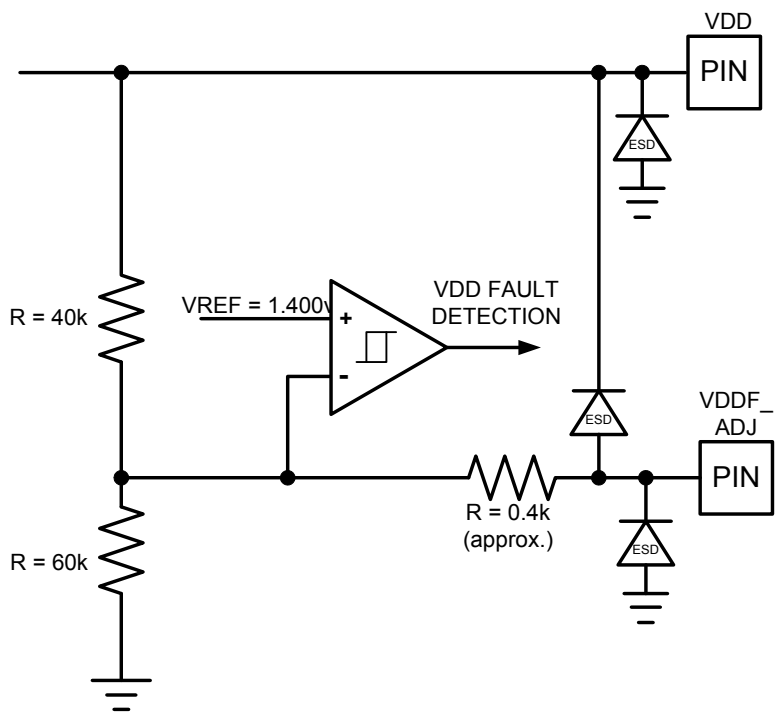 VDD
PIN
ESD
R = 40k
VREF = 1.400v
+
-
VDD FAULT
DETECTION
ESD
VDDF_
ADJ
PIN
R = 0.4k
(approx.)
R = 60k
ESD